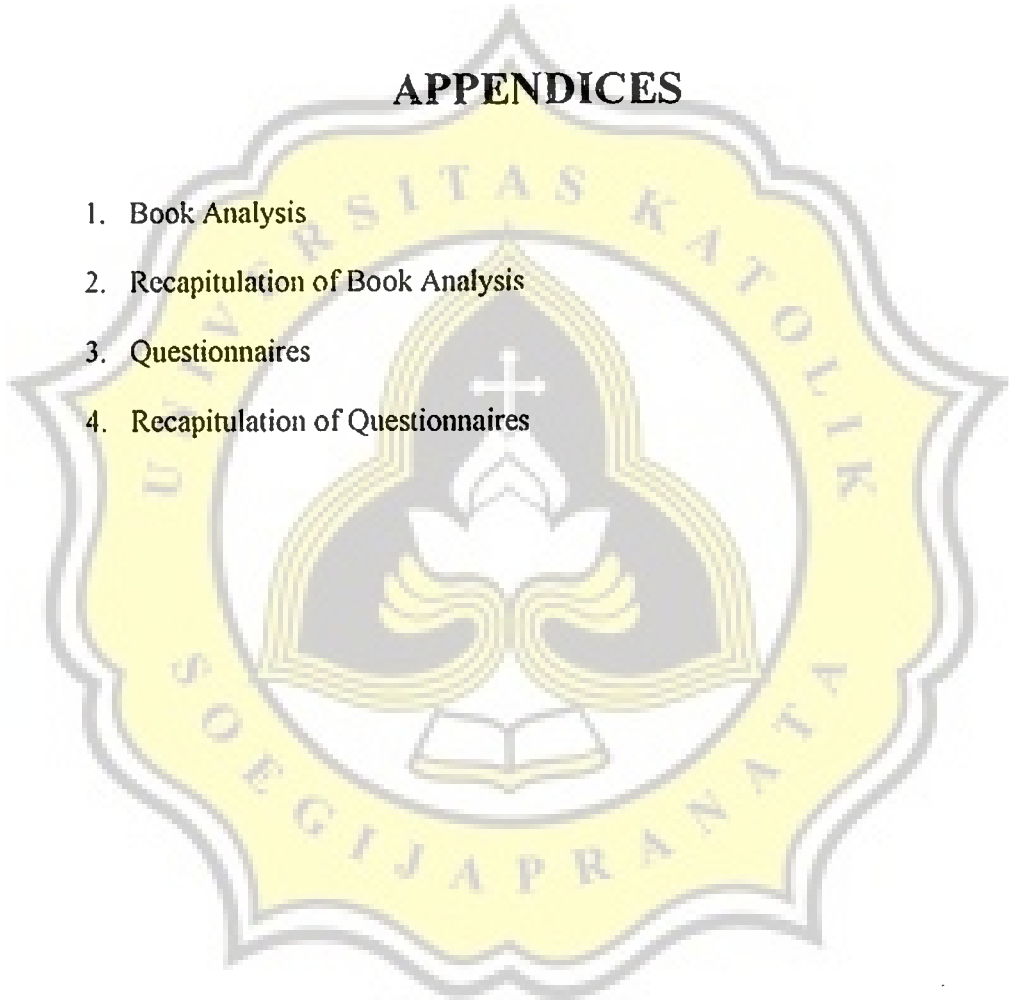 APPENDICES
1. Book Analysis
2. Recapitulation of Book Analysis
3. Questionnaires
4. Recapitulation of Questionnaires
UNIVERSITAS KATOLIK
SOEGIJAPRANATA